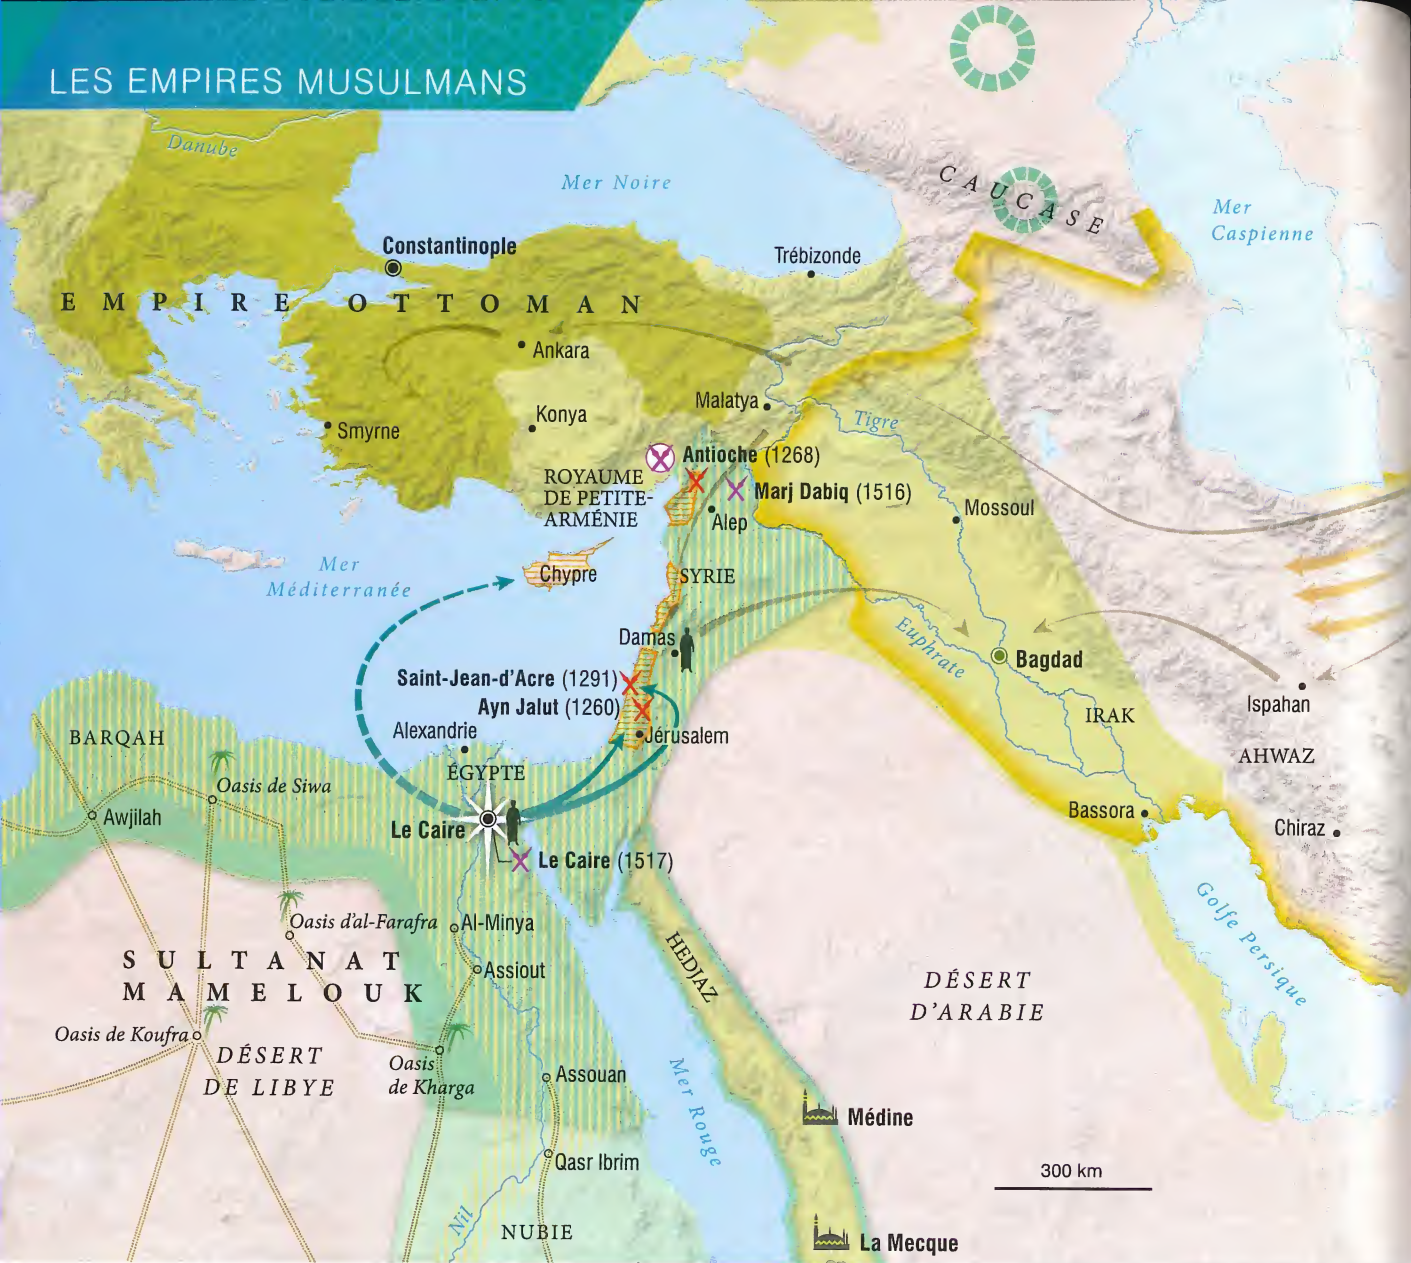 LES EMPIRES MUSULMANS
Danube
Mer Noire
CAUCASE
Mer
Caspienne
Constantinople
Trébizonde
EMPIRE OTTOMAN
Ankara
Malatya
Konya
Tigre
Smyrne
Antioche (1268)
ROYAUME
DE PETITE-
ARMÉNIE
Marj Dabiq (1516)
Alep
Mossoul
Mer
Méditerranée
Chypre
SYRIE
Damas
Euphrate
Bagdad
Saint-Jean-d'Acre (1291)
Ayn Jalut (1260)
Ispahan
IRAK
BARQAH
Alexandrie
Jérusalem
AHWAZ
ÉGYPTE
Oasis de Siwa
Awjilah
Bassora
Chiraz
Le Caire
Le Caire (1517)
Golfe Persique
Oasis d'al-Farafra
Al-Minya
SULTANAT
MAMELOUK
Assiout
HEDJAZ
DÉSERT
D'ARABIE
Oasis de Koufra
DÉSERT
DE LIBYE
Oasis
de Kharga
Assouan
Mer Rouge
Médine
Qasr Ibrim
300 km
Nil
NUBIE
La Mecque